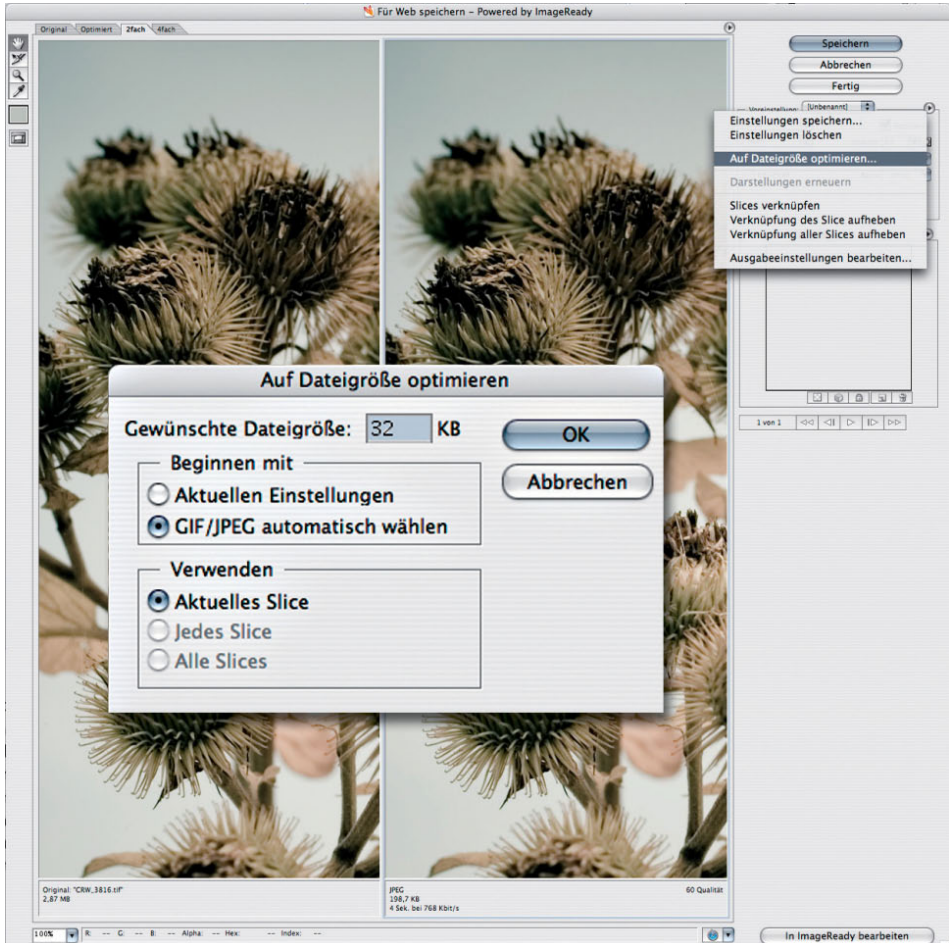 Für Web speichern – Powered by ImageReady
Original Optimiert 2fach 4fach
Speichern
Abbrechen
Fertig
Voreinstellung: [Unbenannt]
Einstellungen speichern...
Einstellungen löschen
Auf Dateigröße optimieren...
Darstellungen erneuern
Slices verknüpfen
Verknüpfung des Slice aufheben
Verknüpfung aller Slices aufheben
Ausgabeeinstellungen bearbeiten...
Auf Dateigröße optimieren
Gewünschte Dateigröße: 32 KB
OK
Abbrechen
Beginnen mit
Aktuellen Einstellungen
GIF/JPEG automatisch wählen
Verwenden
Aktuelles Slice
Jedes Slice
Alle Slices
1 von 1
Original: "CRW_3816.tif"
2,87 MB
JPEG
60 Qualität
198,7 KB
4 Sek. bei 768 Kbit/s
100% R: -- G: -- B: -- Alpha: -- Hex: -- Index: --
In ImageReady bearbeiten